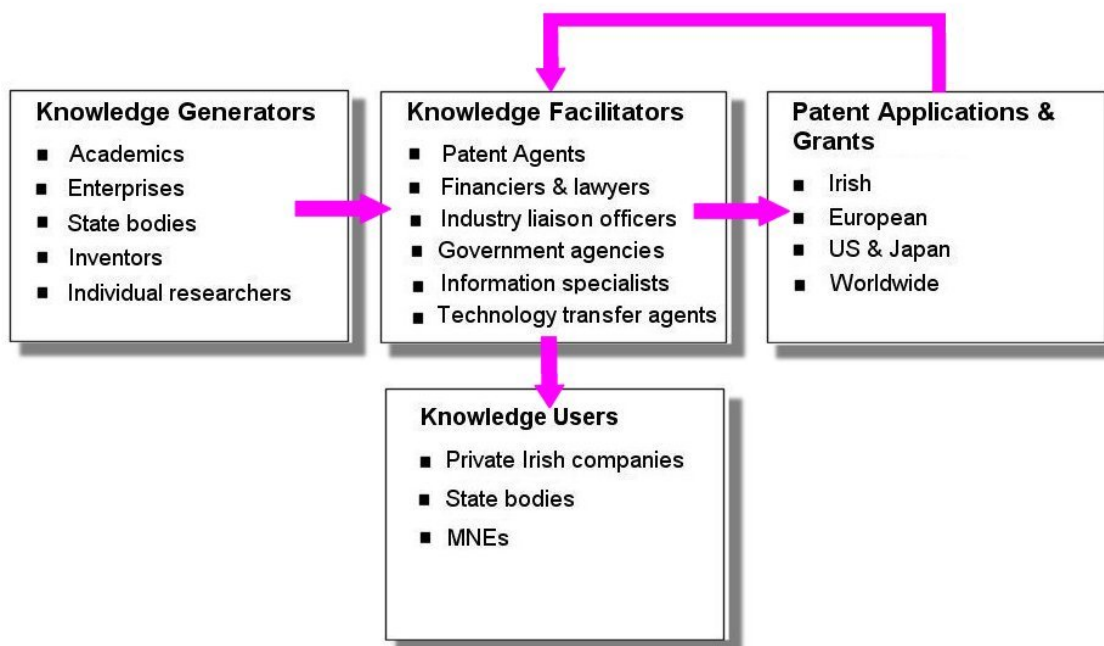 Knowledge Generators
■ Academics
■ Enterprises
■ State bodies
■ Inventors
■ Individual researchers
Knowledge Facilitators
■ Patent Agents
■ Financiers & lawyers
■ Industry liaison officers
■ Government agencies
■ Information specialists
■ Technology transfer agents
Patent Applications &
Grants
■ Irish
■ European
■ US & Japan
■ Worldwide
Knowledge Users
■ Private Irish companies
■ State bodies
■ MNEs